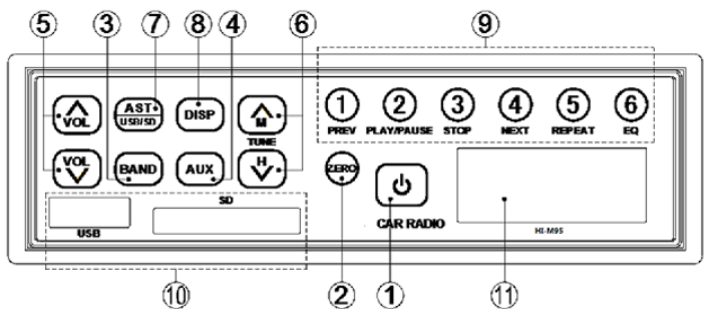 ⑤ ③ ⑦ ⑧ ④ ⑥ ⑨
VOL AST USB/SD DISP M TUNE
① ② ③ ④ ⑤ ⑥
PREV PLAY/PAUSE STOP NEXT REPEAT EQ
VOL BAND AUX H ZERO
USB SD CAR RADIO HI-M95
⑩ ② ① ⑪